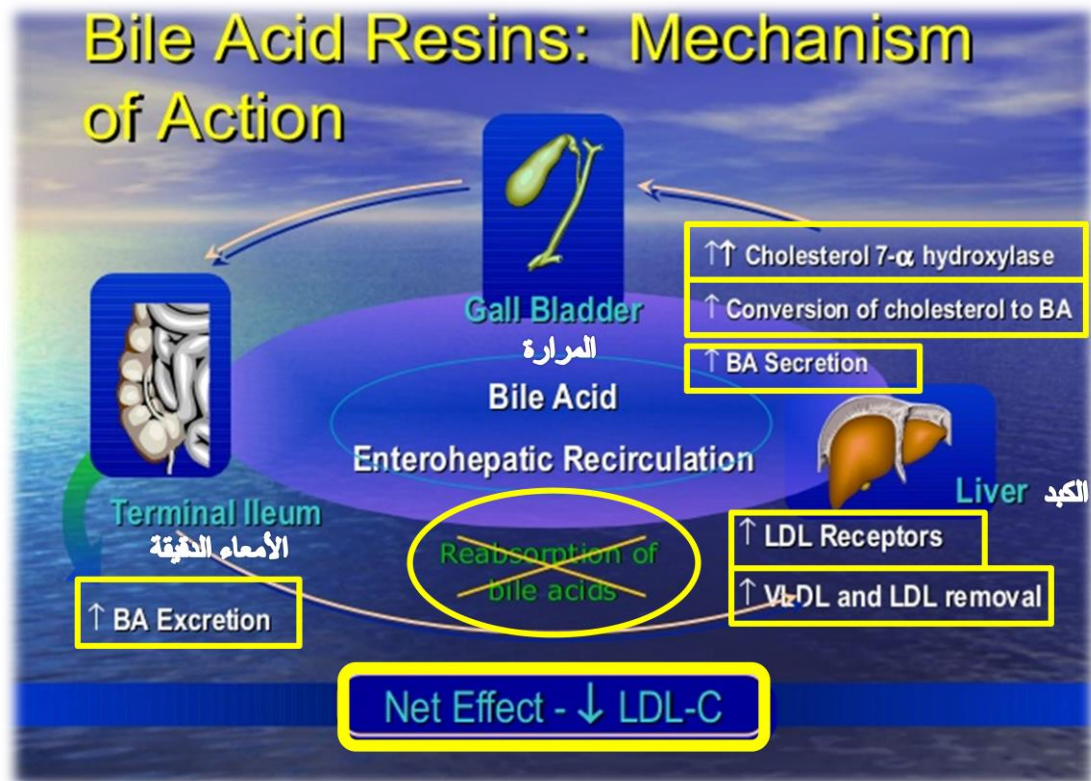 Bile Acid Resins: Mechanism
of Action
↑↑ Cholesterol 7-α hydroxylase
Gall Bladder
↑ Conversion of cholesterol to BA
المرارة
↑ BA Secretion
Bile Acid
Enterohepatic Recirculation
Liver الكبد
Terminal Ileum
الأمعاء الدقيقة
↑ LDL Receptors
Reabsorption of
bile acids
↑ VLDL and LDL removal
↑ BA Excretion
Net Effect - ↓ LDL-C